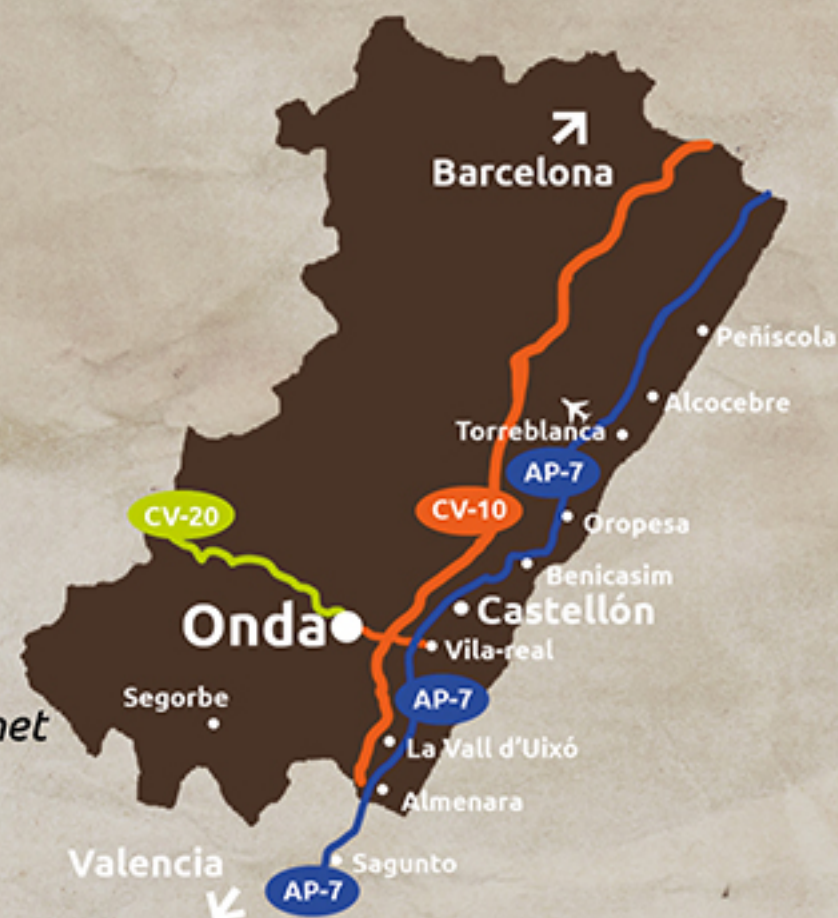 Barcelona
Peñíscola
Alcocebre
Torreblanca
AP-7
CV-10
CV-20
Oropesa
Benicasim
Castellón
Onda
Vila-real
Segorbe
AP-7
net
La Vall d'Uixó
Almenara
Valencia
Sagunto
AP-7